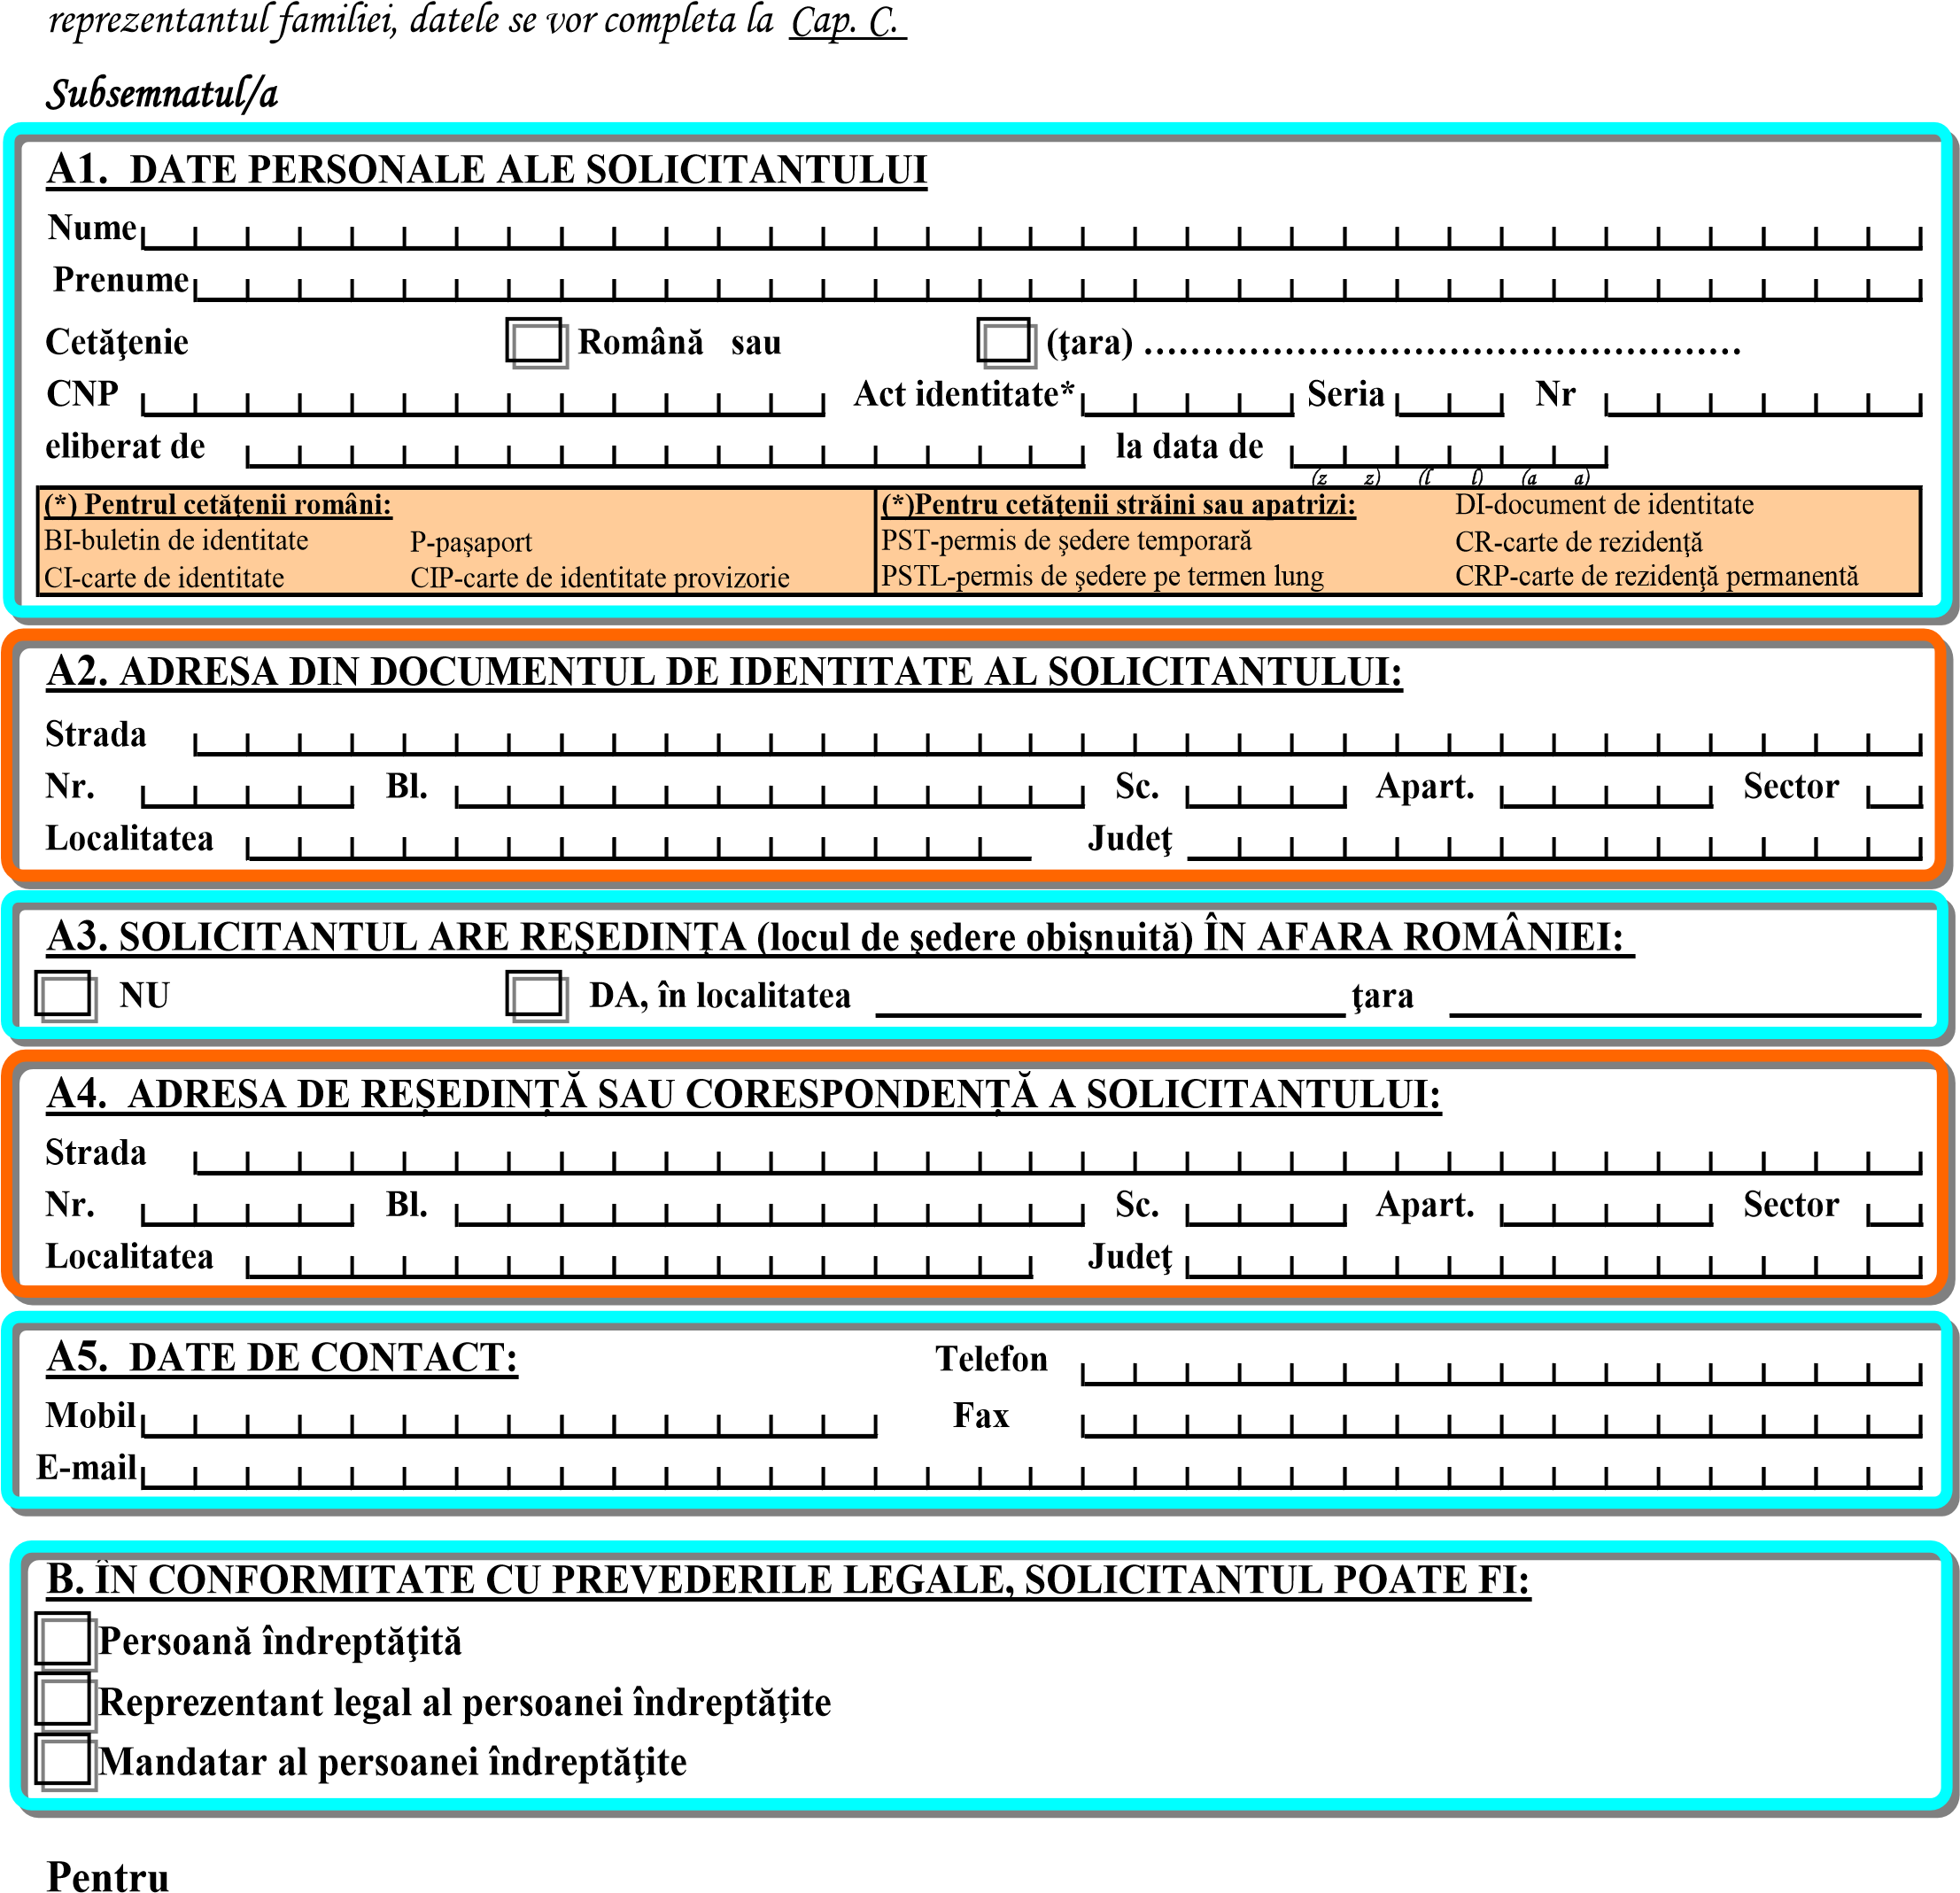 reprezentantul familiei, datele se vor completa la Cap. C.
Subsemnatul/a
A1. DATE PERSONALE ALE SOLICITANTULUI
Nume
Prenume
Cetăţenie Română sau (ţara) ...................................................
CNP Act identitate* Seria Nr
eliberat de la data de
(z z) (l l) (a a)
(*) Pentrul cetăţenii români: (*)Pentru cetăţenii străini sau apatrizi: DI-document de identitate
BI-buletin de identitate P-paşaport PST-permis de şedere temporară CR-carte de rezidenţă
CI-carte de identitate CIP-carte de identitate provizorie PSTL-permis de şedere pe termen lung CRP-carte de rezidenţă permanentă
A2. ADRESA DIN DOCUMENTUL DE IDENTITATE AL SOLICITANTULUI:
Strada
Nr. Bl. Sc. Apart. Sector
Localitatea Judeţ
A3. SOLICITANTUL ARE REŞEDINŢA (locul de şedere obişnuită) ÎN AFARA ROMÂNIEI:
NU DA, în localitatea ţara
A4. ADRESA DE REŞEDINŢĂ SAU CORESPONDENŢĂ A SOLICITANTULUI:
Strada
Nr. Bl. Sc. Apart. Sector
Localitatea Judeţ
A5. DATE DE CONTACT: Telefon
Mobil Fax
E-mail
B. ÎN CONFORMITATE CU PREVEDERILE LEGALE, SOLICITANTUL POATE FI:
Persoană îndreptăţită
Reprezentant legal al persoanei îndreptăţite
Mandatar al persoanei îndreptăţite
Pentru